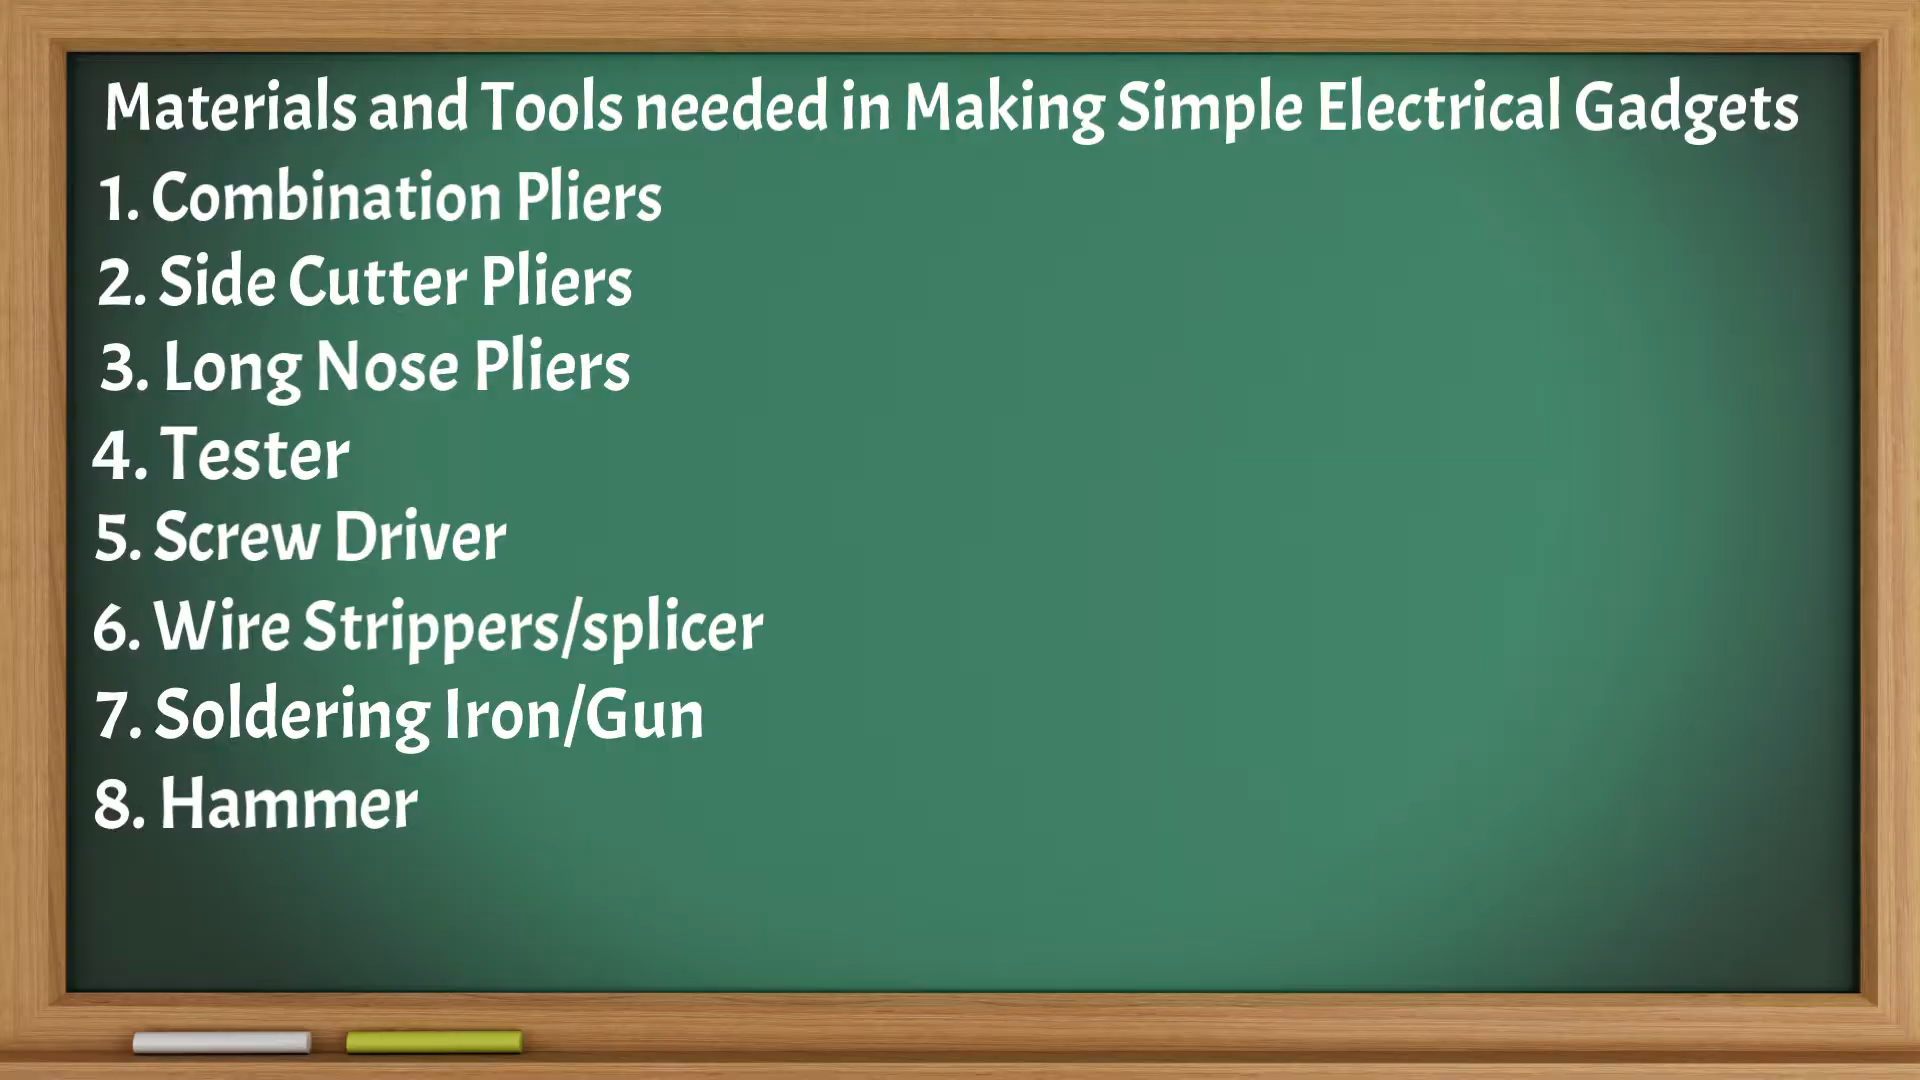 Materials and Tools needed in Making Simple Electrical Gadgets
1. Combination Pliers
2. Side Cutter Pliers
3. Long Nose Pliers
4. Tester
5. Screw Driver
6. Wire Strippers/splicer
7. Soldering Iron/Gun
8. Hammer